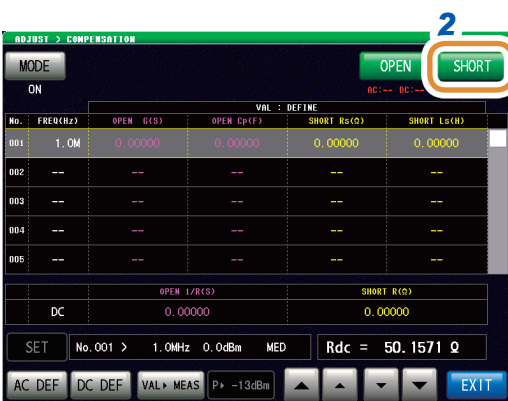 2
ADJUST > COMPENSATION
MODE OPEN SHORT
ON AC:-- DC:--
VAL : DEFINE
No. FREQ(Hz) OPEN G(S) OPEN Cp(F) SHORT Rs(Ω) SHORT Ls(H)
001 1.0M 0.00000 0.00000 0.00000 0.00000
002 -- -- -- -- --
003 -- -- -- -- --
004 -- -- -- -- --
005 -- -- -- -- --
OPEN 1/R(S) SHORT R(Ω)
DC 0.00000 0.00000
SET No.001 > 1.0MHz 0.0dBm MED Rdc = 50.1571 Ω
AC DEF DC DEF VAL▸MEAS P▸ -13dBm ▲ ▲ ▼ ▼ EXIT